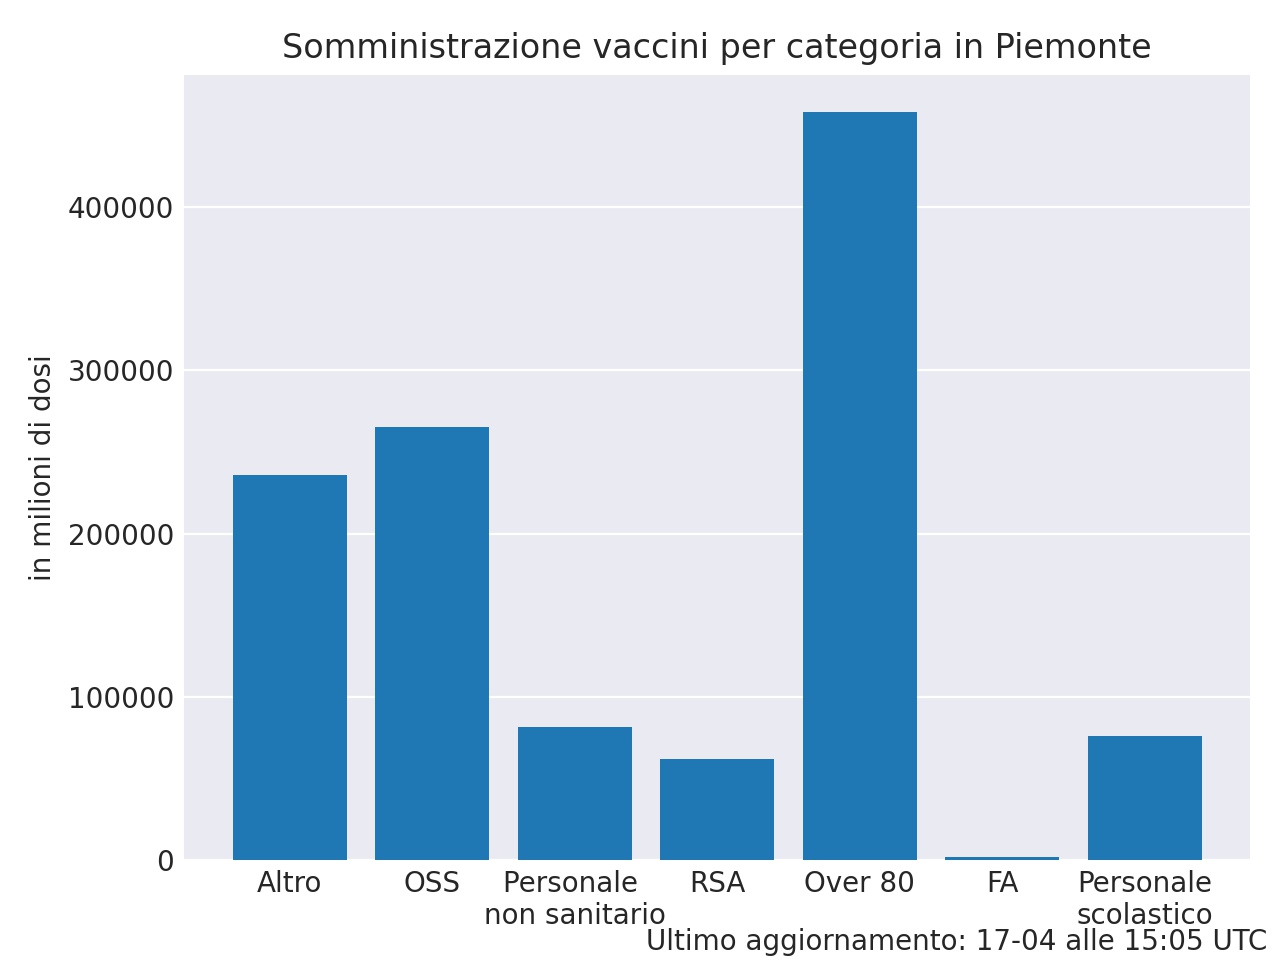 Somministrazione vaccini per categoria in Piemonte
in milioni di dosi
400000
300000
200000
100000
0
Altro
OSS
Personale
non sanitario
RSA
Over 80
FA
Personale
scolastico
Ultimo aggiornamento: 17-04 alle 15:05 UTC